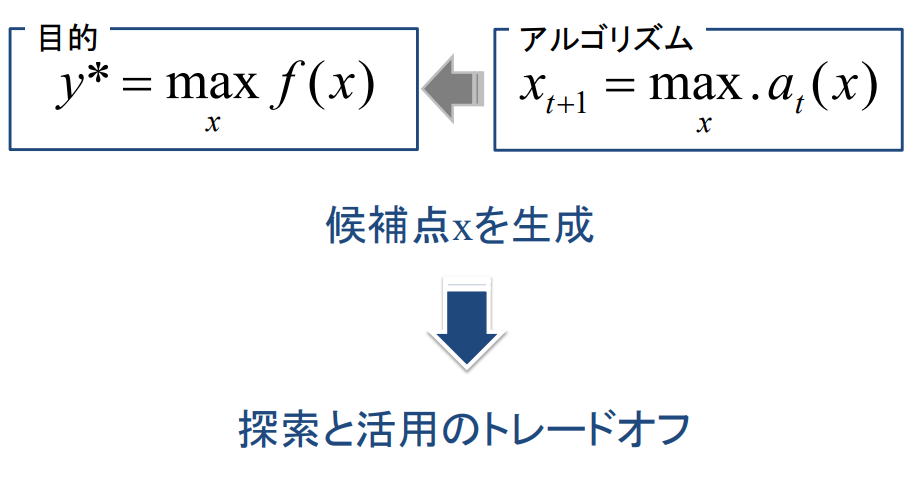 目的
y* = max f(x)
x
アルゴリズム
x_{t+1} = max . a_t(x)
x
候補点xを生成
探索と活用のトレードオフ